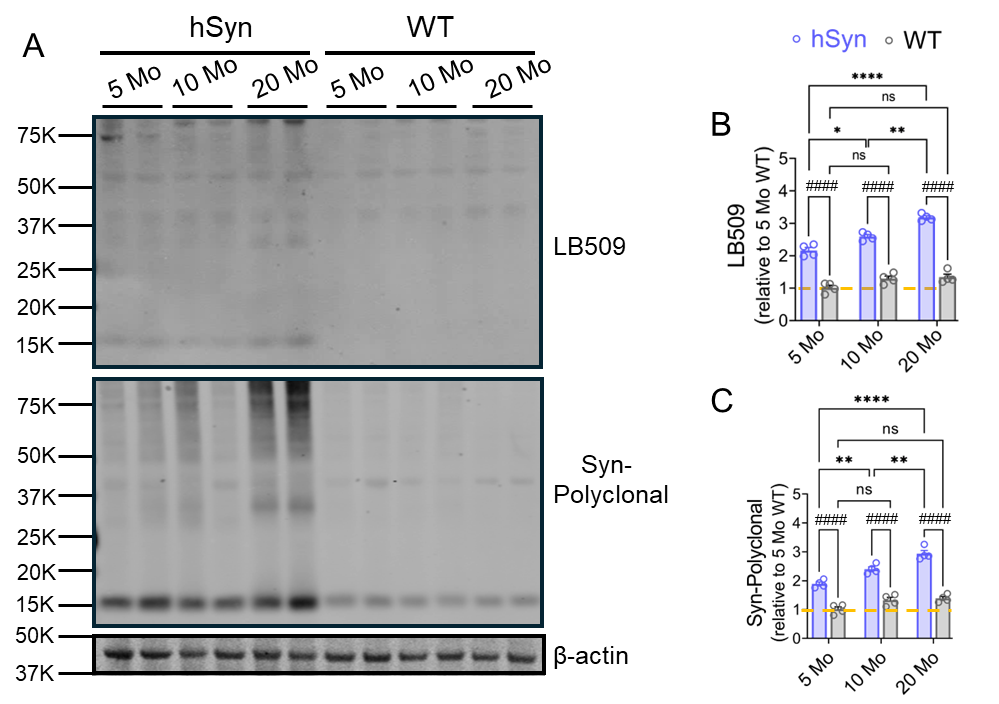 A
hSyn
WT
5 Mo
10 Mo
20 Mo
5 Mo
10 Mo
20 Mo
75K
50K
37K
25K
20K
15K
LB509
75K
50K
37K
25K
20K
15K
Syn-
Polyclonal
50K
37K
β-actin
hSyn
WT
B
****
ns
*
**
ns
####
####
####
LB509
(relative to 5 Mo WT)
5
4
3
2
1
0
5 Mo
10 Mo
20 Mo
C
****
ns
**
**
ns
####
####
####
Syn-Polyclonal
(relative to 5 Mo WT)
5
4
3
2
1
0
5 Mo
10 Mo
20 Mo